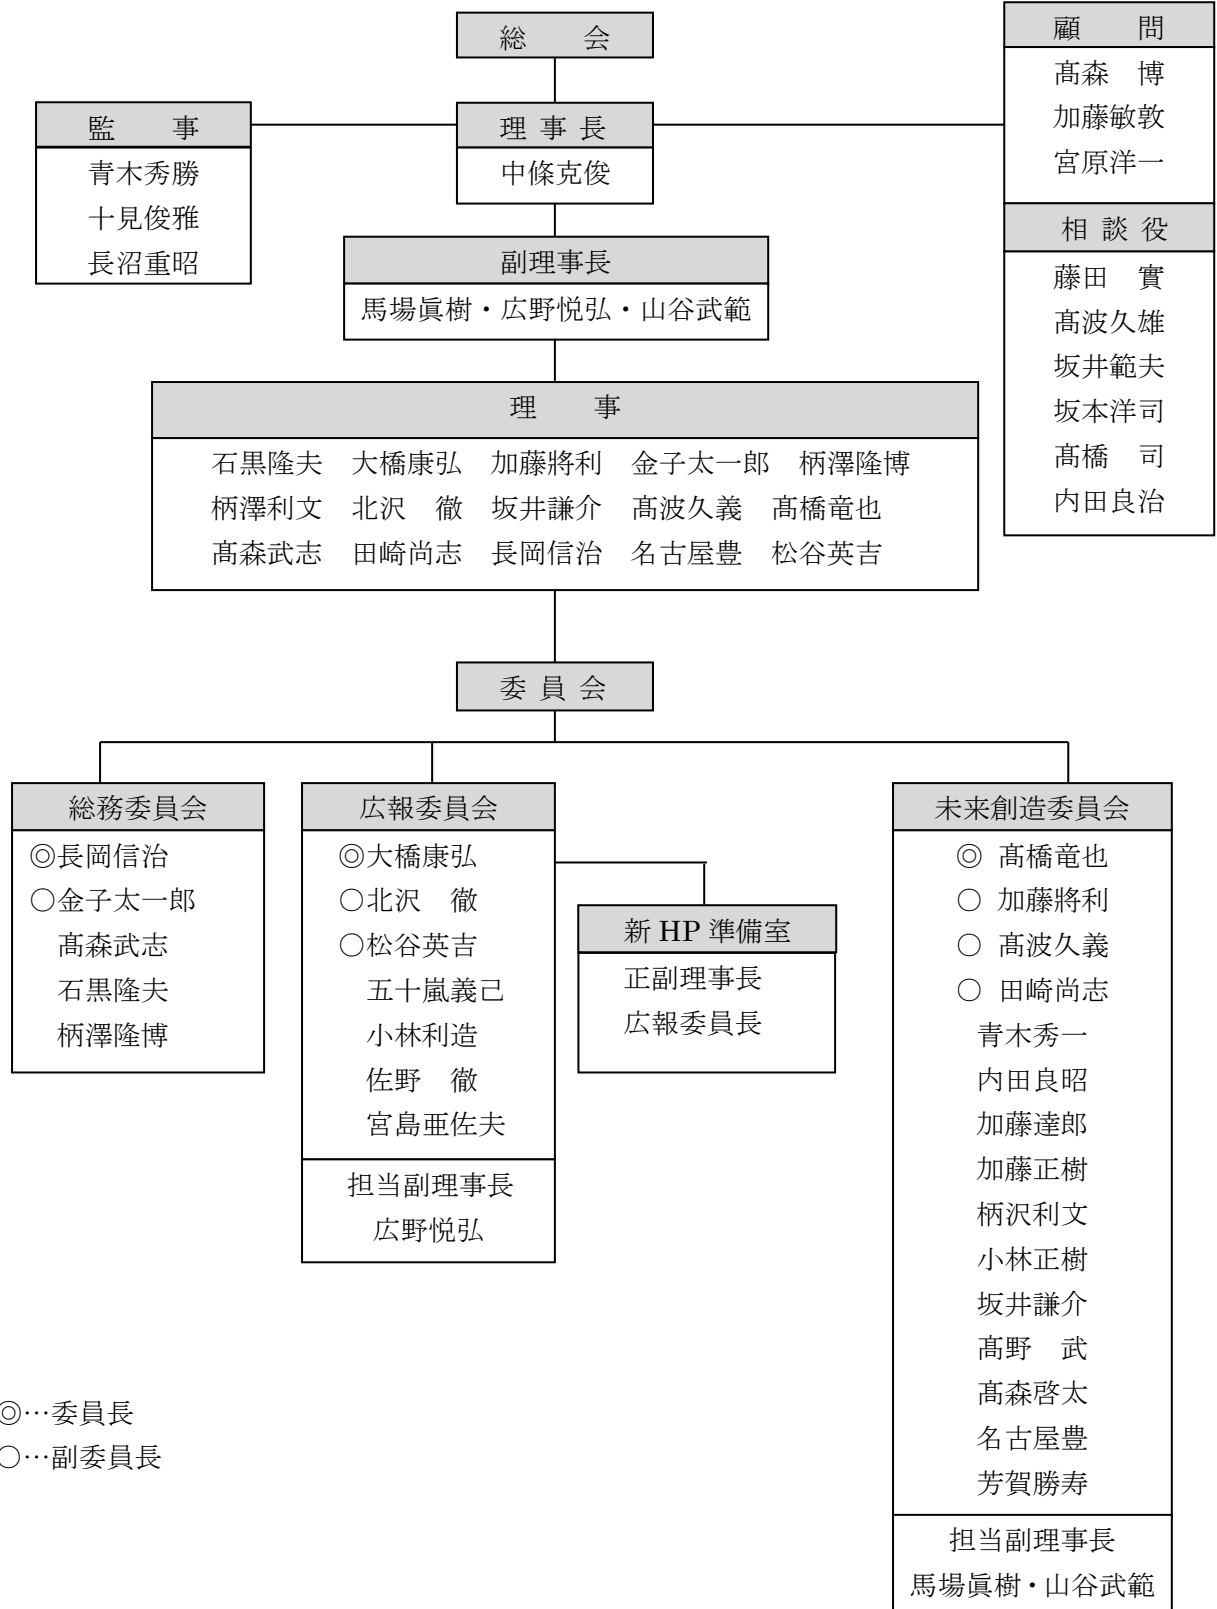 総　会
顧　問
髙森　博
加藤敏敦
宮原洋一
監　事
青木秀勝
十見俊雅
長沼重昭
理 事 長
中條克俊
相 談 役
藤田　實
髙波久雄
坂井範夫
坂本洋司
髙橋　司
内田良治
副理事長
馬場眞樹・広野悦弘・山谷武範
理　事
石黒隆夫　大橋康弘　加藤將利　金子太一郎　柄澤隆博
柄澤利文　北沢　徹　坂井謙介　髙波久義　髙橋竜也
髙森武志　田崎尚志　長岡信治　名古屋豊　松谷英吉
委 員 会
総務委員会
◎長岡信治
○金子太一郎
髙森武志
石黒隆夫
柄澤隆博
広報委員会
◎大橋康弘
○北沢　徹
○松谷英吉
五十嵐義己
小林利造
佐野　徹
宮島亜佐夫
担当副理事長
広野悦弘
新 HP 準備室
正副理事長
広報委員長
未来創造委員会
◎ 髙橋竜也
○ 加藤將利
○ 髙波久義
○ 田崎尚志
青木秀一
内田良昭
加藤達郎
加藤正樹
柄沢利文
小林正樹
坂井謙介
髙野　武
髙森啓太
名古屋豊
芳賀勝寿
担当副理事長
馬場眞樹・山谷武範
◎…委員長
○…副委員長